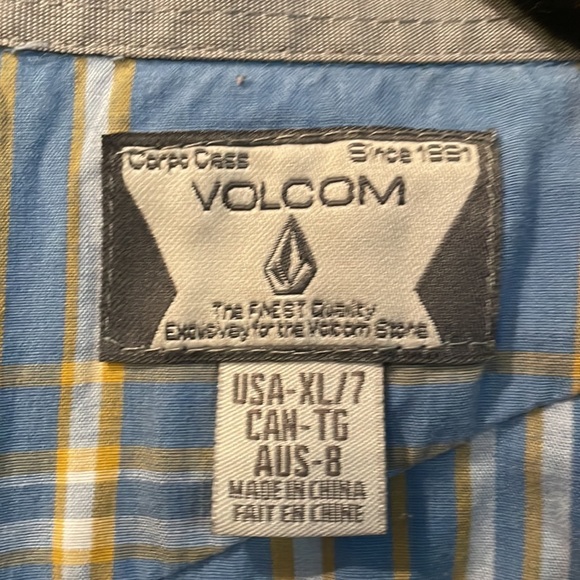 Corpo Class Since 1991
VOLCOM
The FINEST Quality
Exclusively for the Volcom Stone
USA-XL/7
CAN-TG
AUS-8
MADE IN CHINA
FAIT EN CHINE